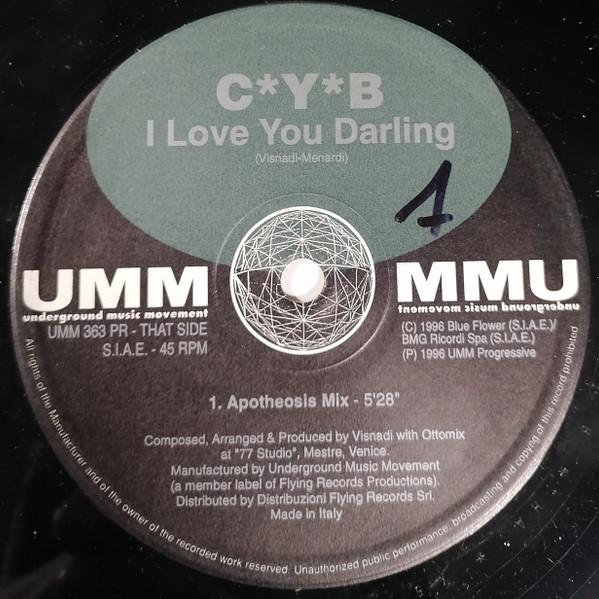 C*Y*B
I Love You Darling
(Visnadi-Menardi)
1
UMM
underground music movement
UMM 363 PR - THAT SIDE
S.I.A.E. - 45 RPM
UMM
underground music movement
(C) 1996 Blue Flower (S.I.A.E.)/
BMG Ricordi Spa (S.I.A.E.)
(P) 1996 UMM Progressive
1. Apotheosis Mix - 5'28"
Composed, Arranged & Produced by Visnadi with Ottomix
at "77 Studio", Mestre, Venice.
Manufactured by Underground Music Movement
(a member label of Flying Records Productions).
Distributed by Distribuzioni Flying Records Srl.
Made in Italy
All rights of the Manufacturer and of the owner of the recorded work reserved. Unauthorized public performance, broadcasting and copying of this record prohibited